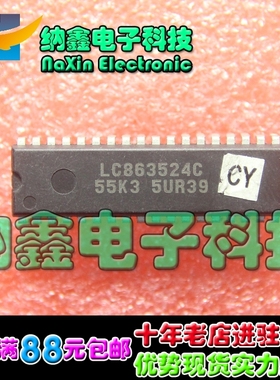 纳鑫电子科技
NaXin Electronic
LC863524C
55K3 5UR39
CY
纳鑫电子科技
满88元包邮
十年老店进驻
优势现货实力